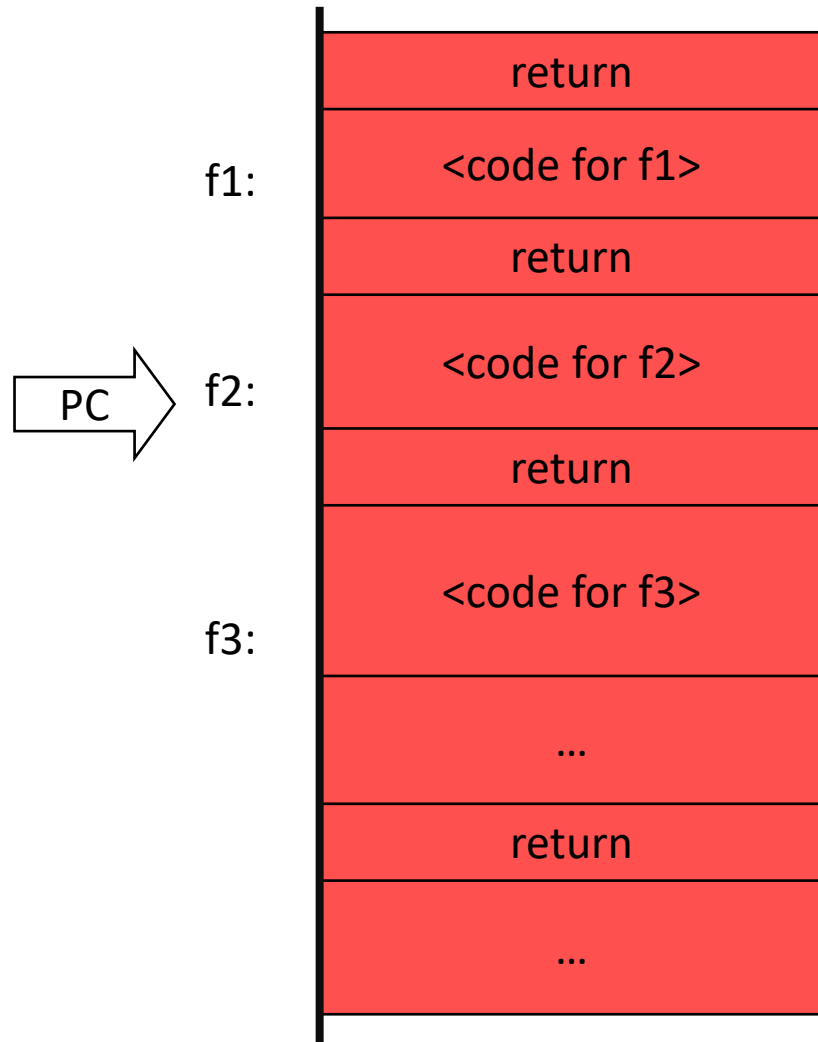 return
f1:
<code for f1>
return
PC
f2:
<code for f2>
return
f3:
<code for f3>
...
return
...